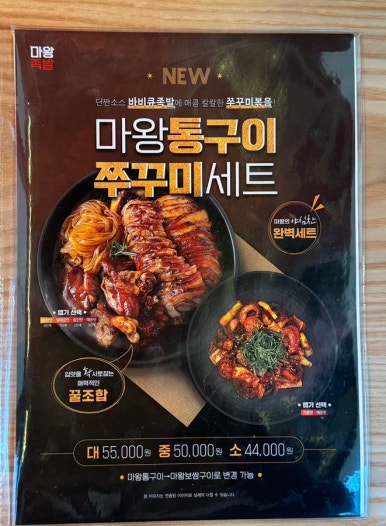 마왕
족발
NEW
단짠소스 바비큐족발에 매콤 칼칼한 쭈꾸미볶음!
마왕통구이
쭈꾸미세트
마왕의 야심찬
완벽세트
맵기 선택
입맛을 확 사로잡는
매력적인
꿀조합
맵기 선택
대 55,000원 중 50,000원 소 44,000원
• 마왕통구이→마왕보쌈구이로 변경 가능